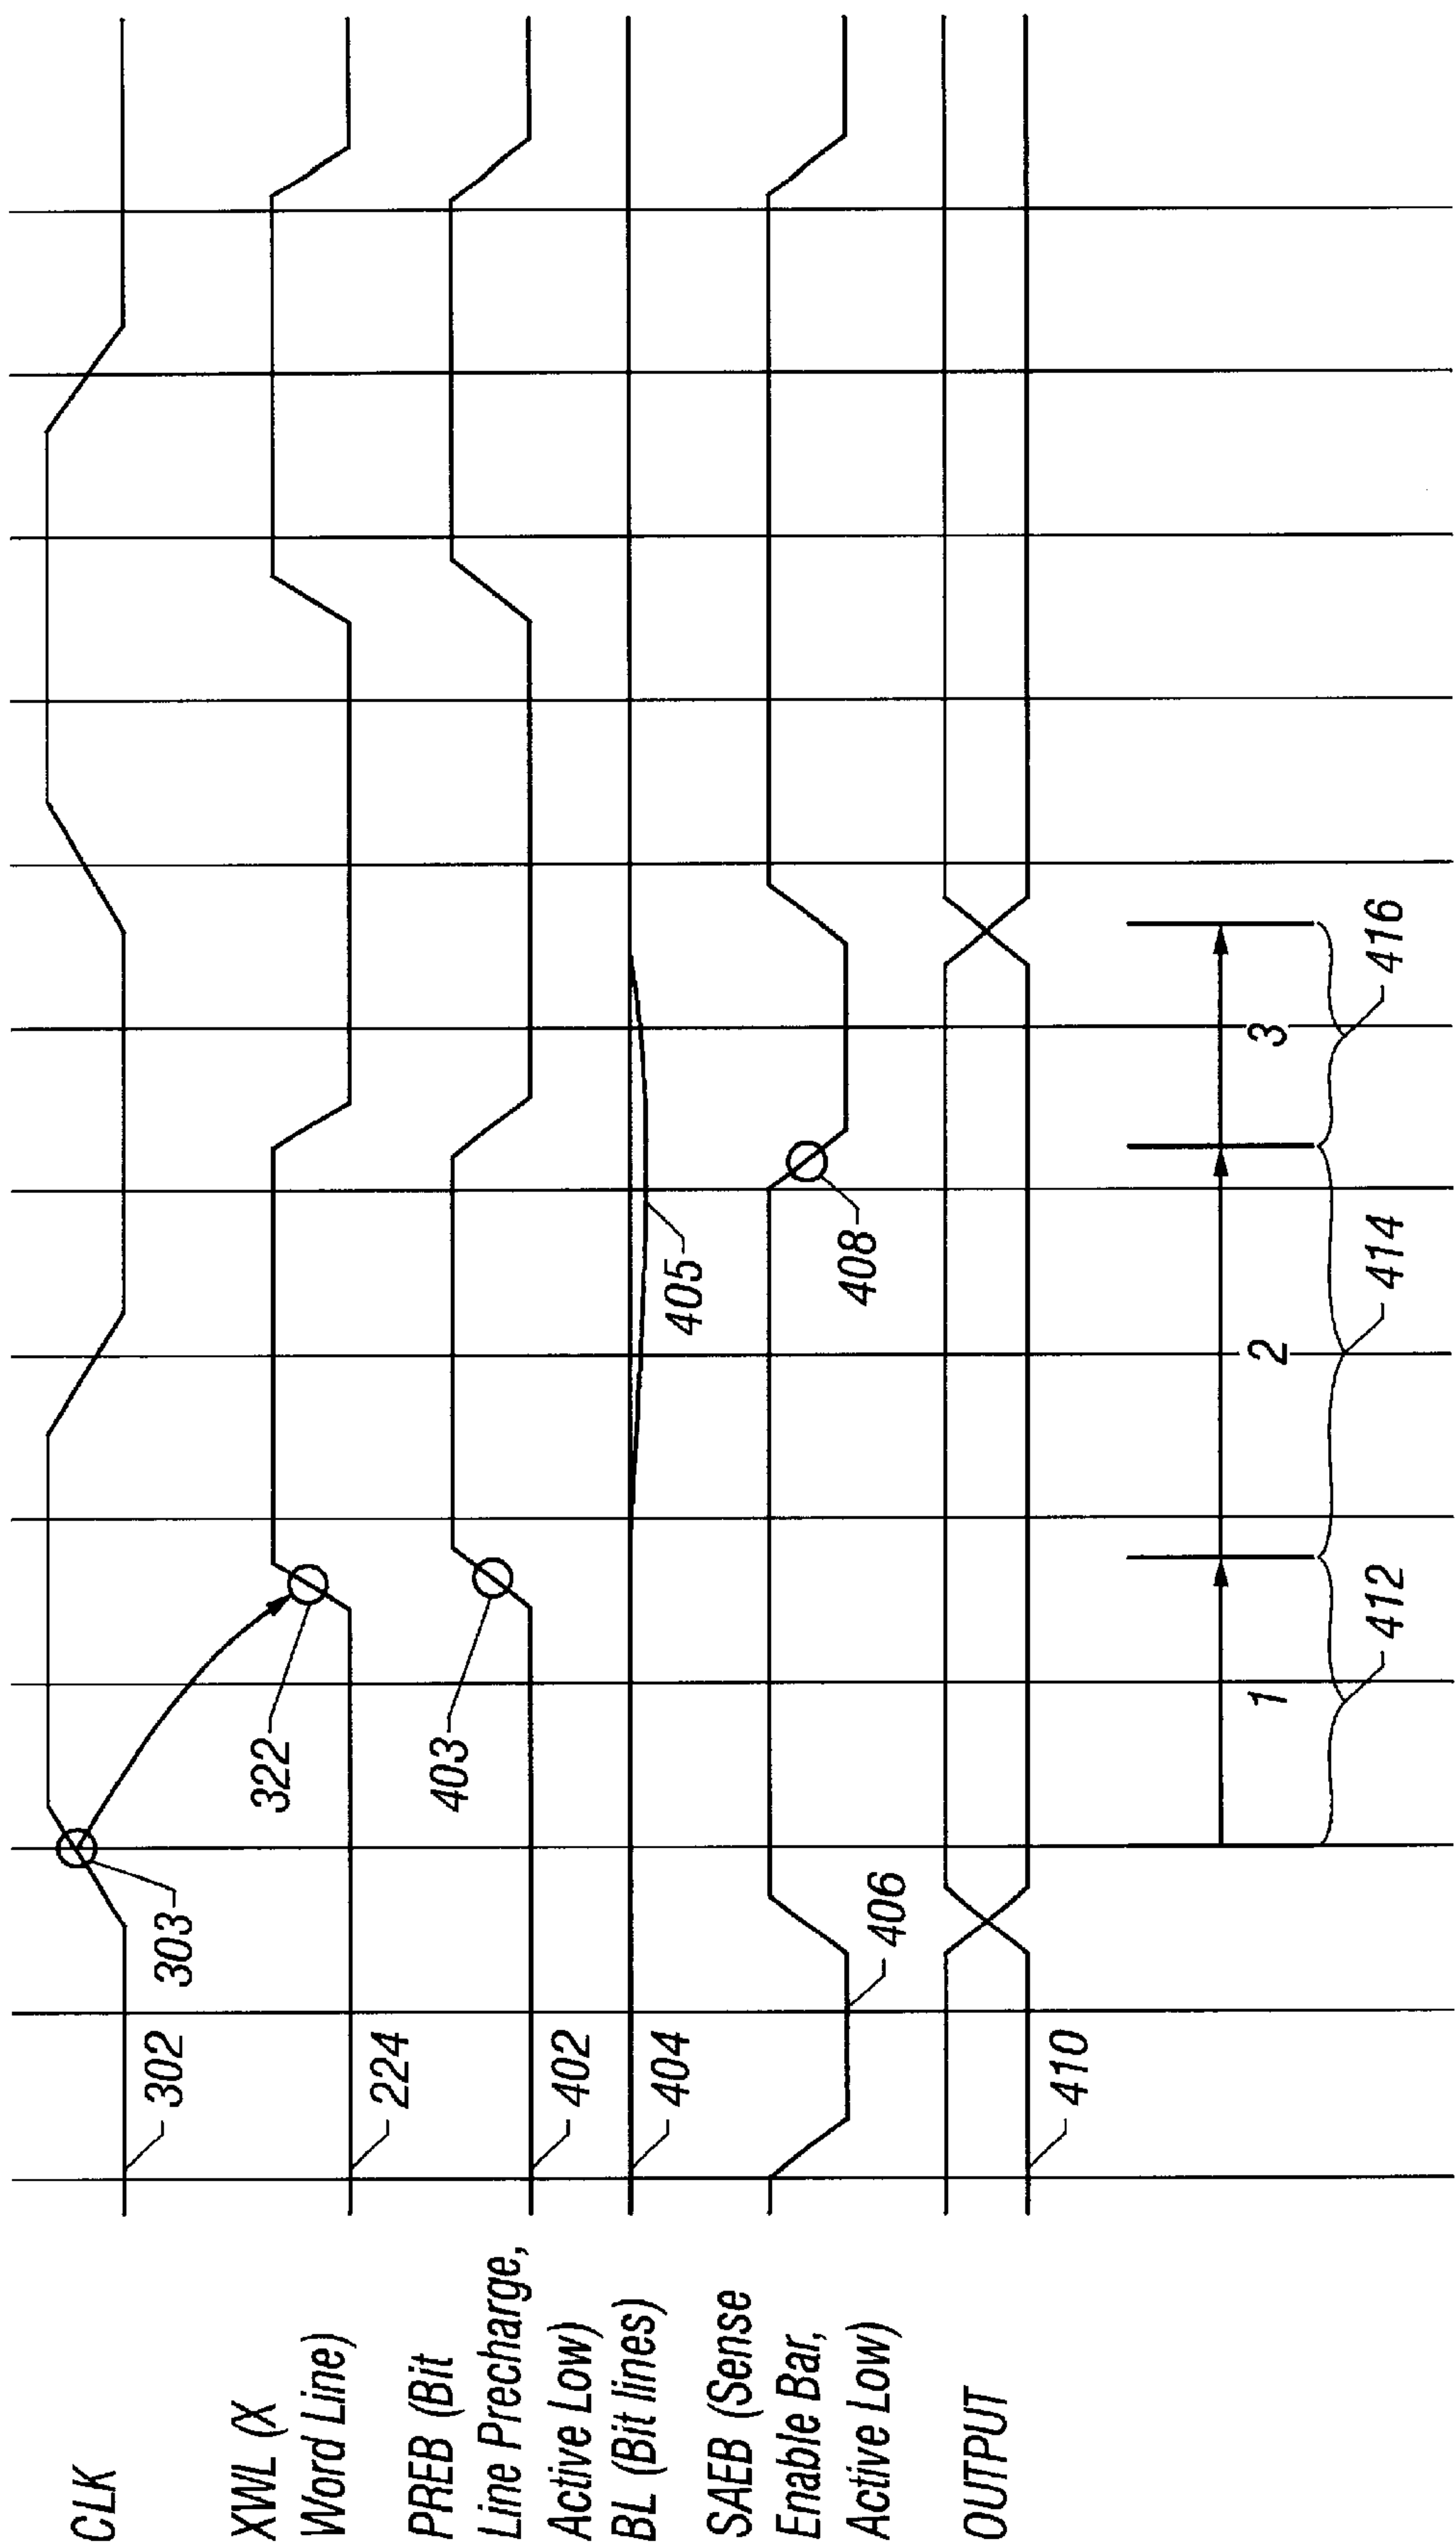 CLK
302
303
XWL (X
Word Line)
224
322
PREB (Bit
Line Precharge,
Active Low)
402
403
BL (Bit lines)
404
405
SAEB (Sense
Enable Bar,
Active Low)
406
408
OUTPUT
410
1
2
3
412
414
416